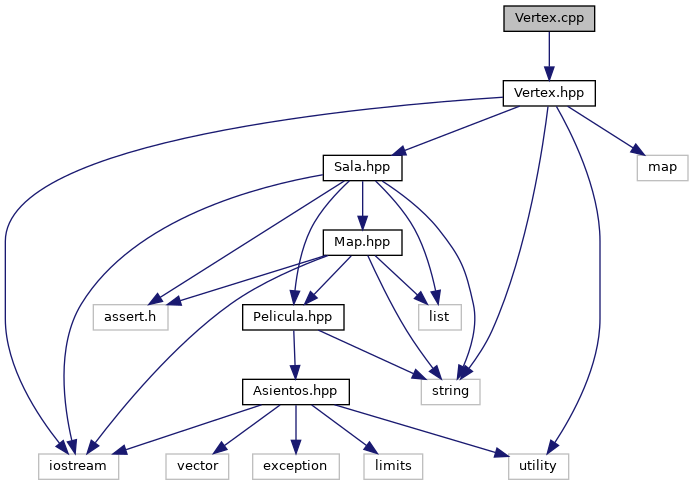 Vertex.cpp
Vertex.hpp
Sala.hpp
map
Map.hpp
assert.h
Pelicula.hpp
list
Asientos.hpp
string
iostream
vector
exception
limits
utility